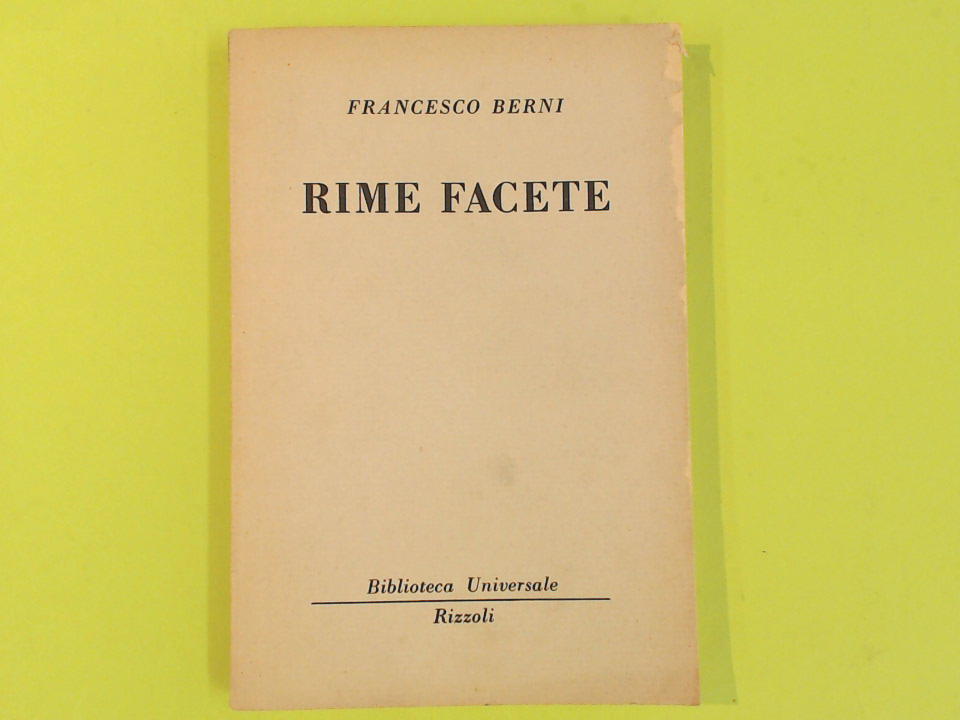 FRANCESCO BERNI
RIME FACETE
Biblioteca Universale
Rizzoli